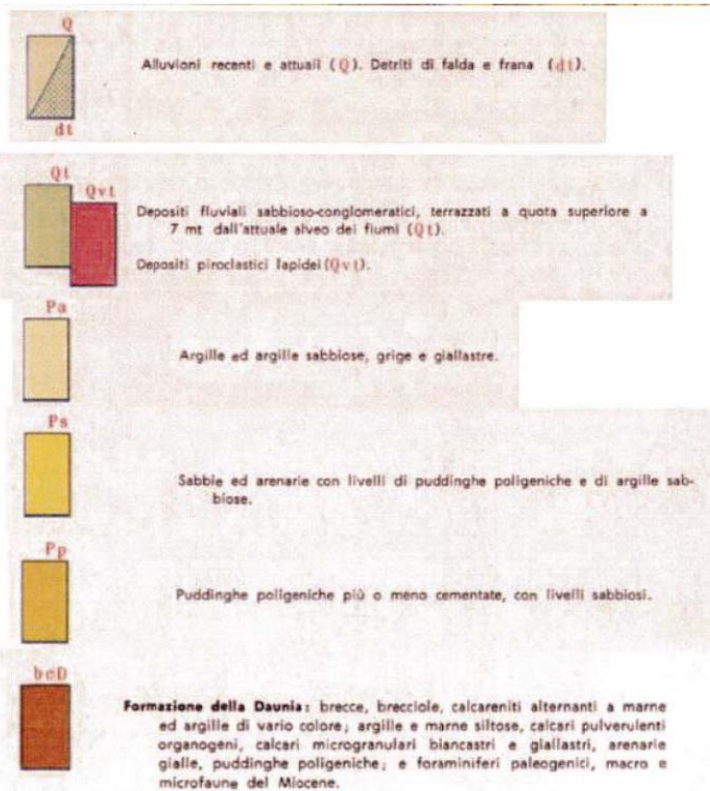 Q
Alluvioni recenti e attuali (Q). Detriti di falda e frana (dt).
dt
Qt
Qvt
Depositi fluviali sabbioso-conglomeratici, terrazzati a quota superiore a
7 mt dall'attuale alveo dei fiumi (Qt).
Depositi piroclastici lapidei (Qvt).
Pa
Argille ed argille sabbiose, grige e giallastre.
Ps
Sabbie ed arenarie con livelli di puddinghe poligeniche e di argille sab-
biose.
Pp
Puddinghe poligeniche più o meno cementate, con livelli sabbiosi.
bcD
Formazione della Daunia: brecce, brecciole, calcareniti alternanti a marne
ed argille di vario colore; argille e marne siltose, calcari pulverulenti
organogeni, calcari microgranulari biancastri e giallastri, arenarie
gialle, puddinghe poligeniche; e foraminiferi paleogenici, macro e
microfaune del Miocene.